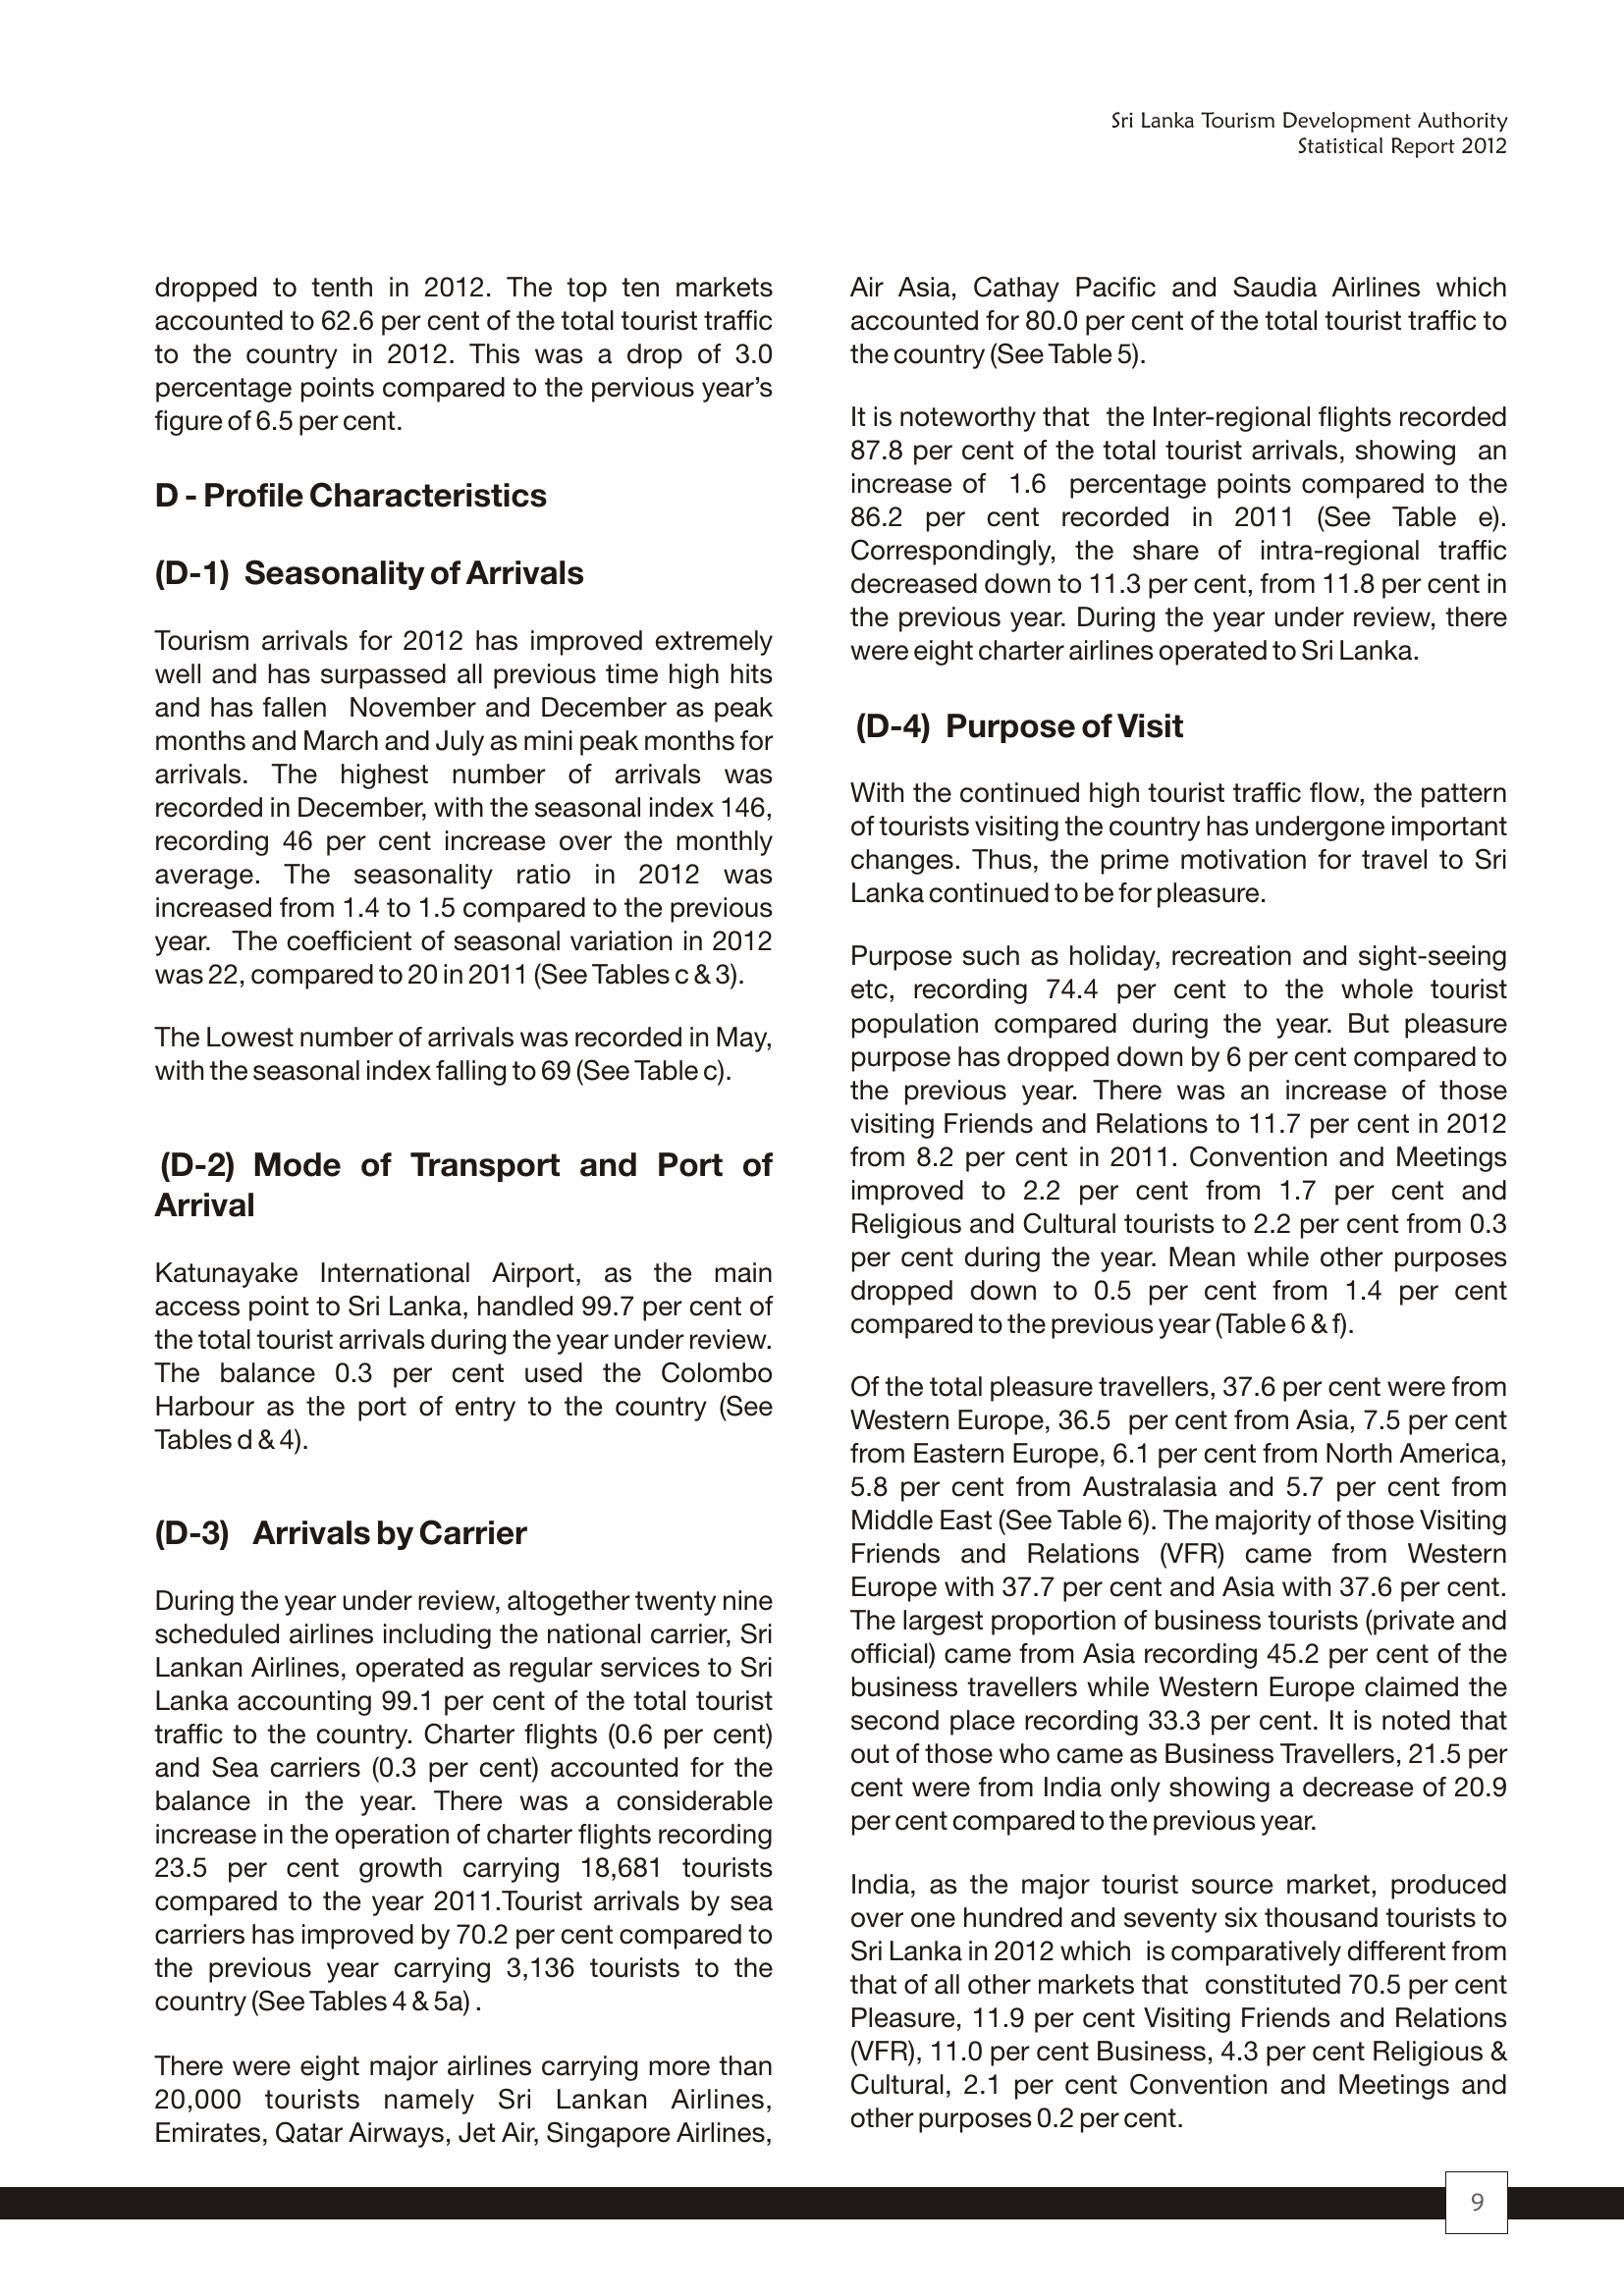 Sri Lanka Tourism Development Authority
Statistical Report 2012
dropped to tenth in 2012. The top ten markets
accounted to 62.6 per cent of the total tourist traffic
to the country in 2012. This was a drop of 3.0
percentage points compared to the pervious year's
figure of 6.5 per cent.
D - Profile Characteristics
(D-1) Seasonality of Arrivals
Tourism arrivals for 2012 has improved extremely
well and has surpassed all previous time high hits
and has fallen November and December as peak
months and March and July as mini peak months for
arrivals. The highest number of arrivals was
recorded in December, with the seasonal index 146,
recording 46 per cent increase over the monthly
average. The seasonality ratio in 2012 was
increased from 1.4 to 1.5 compared to the previous
year. The coefficient of seasonal variation in 2012
was 22, compared to 20 in 2011 (See Tables c & 3).
The Lowest number of arrivals was recorded in May,
with the seasonal index falling to 69 (See Table c).
(D-2) Mode of Transport and Port of
Arrival
Katunayake International Airport, as the main
access point to Sri Lanka, handled 99.7 per cent of
the total tourist arrivals during the year under review.
The balance 0.3 per cent used the Colombo
Harbour as the port of entry to the country (See
Tables d & 4).
(D-3) Arrivals by Carrier
During the year under review, altogether twenty nine
scheduled airlines including the national carrier, Sri
Lankan Airlines, operated as regular services to Sri
Lanka accounting 99.1 per cent of the total tourist
traffic to the country. Charter flights (0.6 per cent)
and Sea carriers (0.3 per cent) accounted for the
balance in the year. There was a considerable
increase in the operation of charter flights recording
23.5 per cent growth carrying 18,681 tourists
compared to the year 2011.Tourist arrivals by sea
carriers has improved by 70.2 per cent compared to
the previous year carrying 3,136 tourists to the
country (See Tables 4 & 5a) .
There were eight major airlines carrying more than
20,000 tourists namely Sri Lankan Airlines,
Emirates, Qatar Airways, Jet Air, Singapore Airlines,
Air Asia, Cathay Pacific and Saudia Airlines which
accounted for 80.0 per cent of the total tourist traffic to
the country (See Table 5).
It is noteworthy that the Inter-regional flights recorded
87.8 per cent of the total tourist arrivals, showing an
increase of 1.6 percentage points compared to the
86.2 per cent recorded in 2011 (See Table e).
Correspondingly, the share of intra-regional traffic
decreased down to 11.3 per cent, from 11.8 per cent in
the previous year. During the year under review, there
were eight charter airlines operated to Sri Lanka.
(D-4) Purpose of Visit
With the continued high tourist traffic flow, the pattern
of tourists visiting the country has undergone important
changes. Thus, the prime motivation for travel to Sri
Lanka continued to be for pleasure.
Purpose such as holiday, recreation and sight-seeing
etc, recording 74.4 per cent to the whole tourist
population compared during the year. But pleasure
purpose has dropped down by 6 per cent compared to
the previous year. There was an increase of those
visiting Friends and Relations to 11.7 per cent in 2012
from 8.2 per cent in 2011. Convention and Meetings
improved to 2.2 per cent from 1.7 per cent and
Religious and Cultural tourists to 2.2 per cent from 0.3
per cent during the year. Mean while other purposes
dropped down to 0.5 per cent from 1.4 per cent
compared to the previous year (Table 6 & f).
Of the total pleasure travellers, 37.6 per cent were from
Western Europe, 36.5 per cent from Asia, 7.5 per cent
from Eastern Europe, 6.1 per cent from North America,
5.8 per cent from Australasia and 5.7 per cent from
Middle East (See Table 6). The majority of those Visiting
Friends and Relations (VFR) came from Western
Europe with 37.7 per cent and Asia with 37.6 per cent.
The largest proportion of business tourists (private and
official) came from Asia recording 45.2 per cent of the
business travellers while Western Europe claimed the
second place recording 33.3 per cent. It is noted that
out of those who came as Business Travellers, 21.5 per
cent were from India only showing a decrease of 20.9
per cent compared to the previous year.
India, as the major tourist source market, produced
over one hundred and seventy six thousand tourists to
Sri Lanka in 2012 which is comparatively different from
that of all other markets that constituted 70.5 per cent
Pleasure, 11.9 per cent Visiting Friends and Relations
(VFR), 11.0 per cent Business, 4.3 per cent Religious &
Cultural, 2.1 per cent Convention and Meetings and
other purposes 0.2 per cent.
9